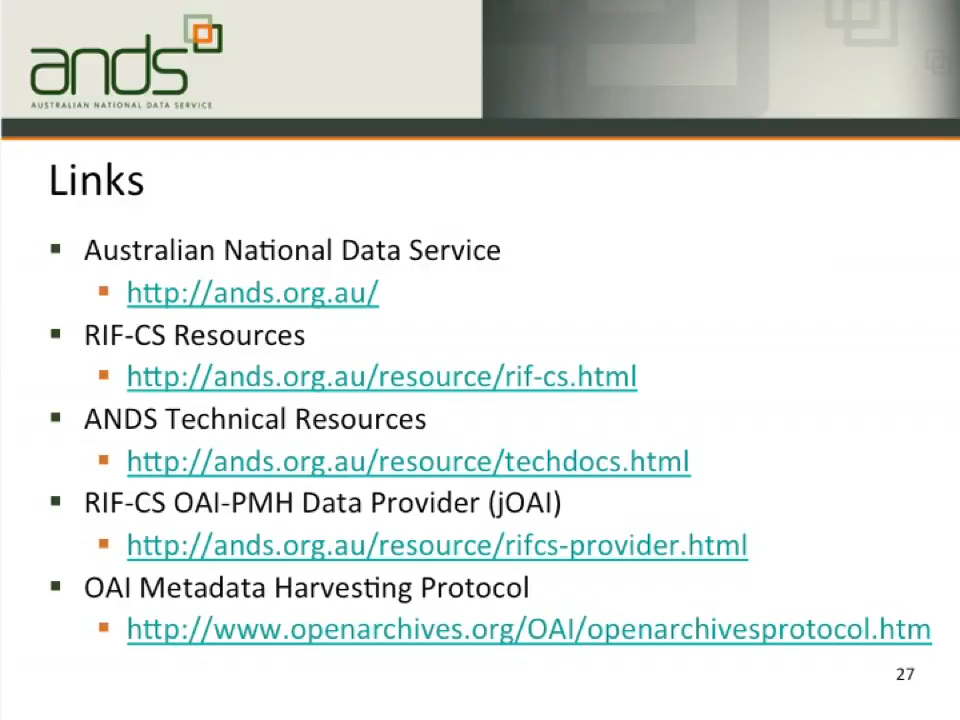 ands
AUSTRALIAN NATIONAL DATA SERVICE
Links
Australian National Data Service
http://ands.org.au/
RIF-CS Resources
http://ands.org.au/resource/rif-cs.html
ANDS Technical Resources
http://ands.org.au/resource/techdocs.html
RIF-CS OAI-PMH Data Provider (jOAI)
http://ands.org.au/resource/rifcs-provider.html
OAI Metadata Harvesting Protocol
http://www.openarchives.org/OAI/openarchivesprotocol.htm
27